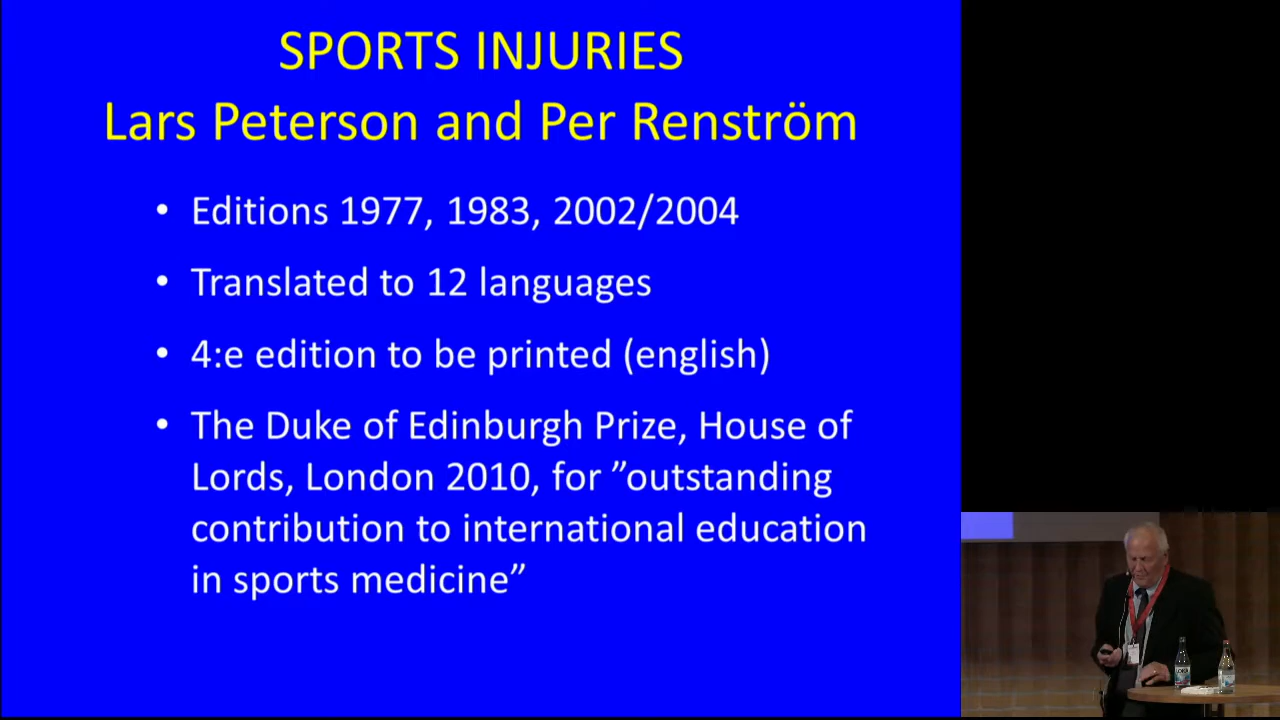 SPORTS INJURIES
Lars Peterson and Per Renström
• Editions 1977, 1983, 2002/2004
• Translated to 12 languages
• 4:e edition to be printed (english)
• The Duke of Edinburgh Prize, House of
Lords, London 2010, for ”outstanding
contribution to international education
in sports medicine”